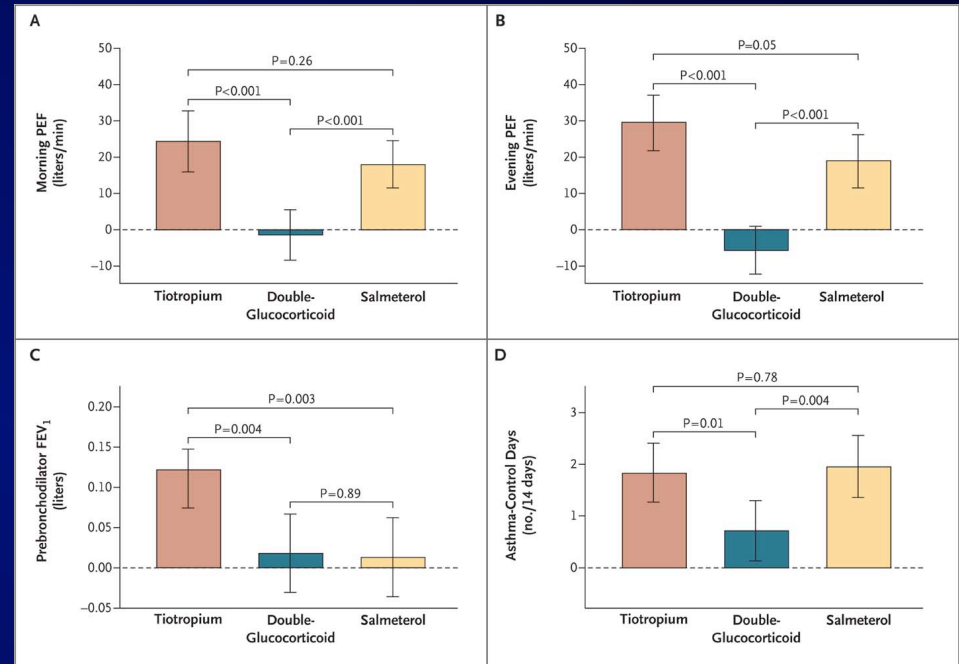 A
Morning PEF
(liters/min)
50
40
30
20
10
0
−10
P=0.26
P<0.001
P<0.001
Tiotropium
Double-
Glucocorticoid
Salmeterol
B
Evening PEF
(liters/min)
50
40
30
20
10
0
−10
P=0.05
P<0.001
P<0.001
Tiotropium
Double-
Glucocorticoid
Salmeterol
C
Prebronchodilator FEV1
(liters)
0.20
0.15
0.10
0.05
0.00
−0.05
P=0.003
P=0.004
P=0.89
Tiotropium
Double-
Glucocorticoid
Salmeterol
D
Asthma-Control Days
(no./14 days)
3
2
1
0
P=0.78
P=0.004
P=0.01
Tiotropium
Double-
Glucocorticoid
Salmeterol